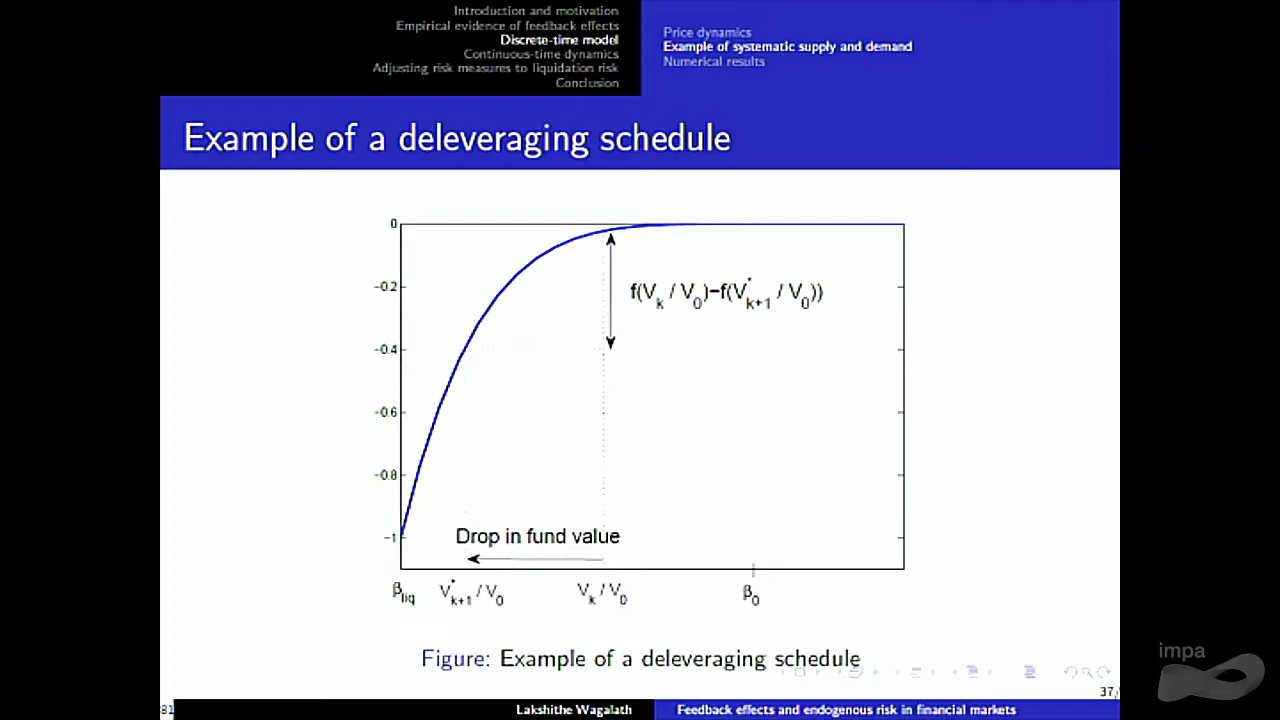 Introduction and motivation
Empirical evidence of feedback effects
Discrete-time model
Continuous-time dynamics
Adjusting risk measures to liquidation risk
Conclusion
Price dynamics
Example of systematic supply and demand
Numerical results
Example of a deleveraging schedule
0
-0.2
-0.4
-0.6
-0.8
-1
f(V_k / V_0)−f(V*_{k+1} / V_0))
Drop in fund value
β_liq
V*_{k+1} / V_0
V_k / V_0
β_0
Figure: Example of a deleveraging schedule
impa
37/
81
Lakshithe Wagalath
Feedback effects and endogenous risk in financial markets